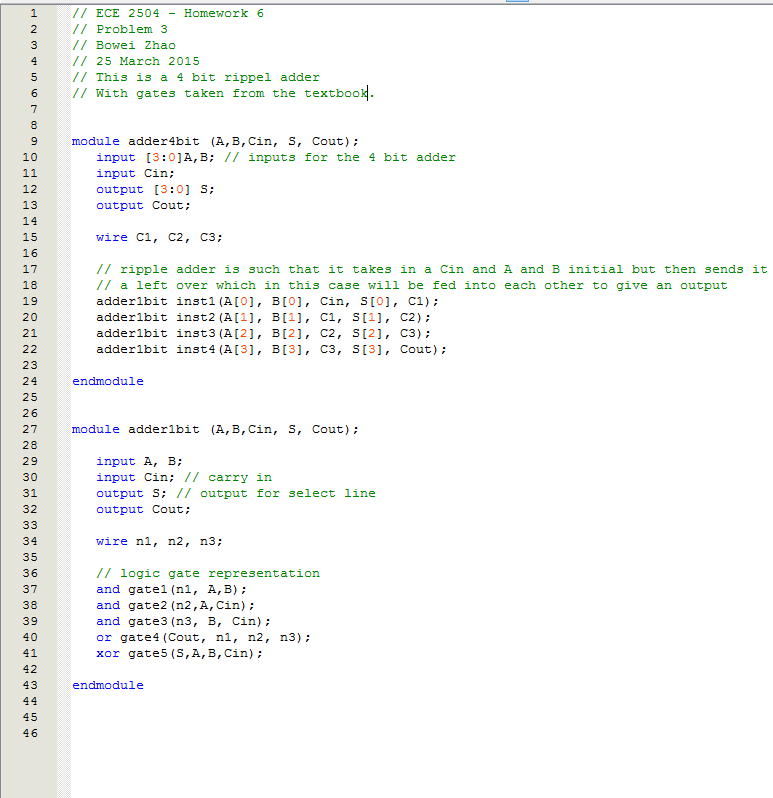 1 // ECE 2504 - Homework 6
2 // Problem 3
3 // Bowei Zhao
4 // 25 March 2015
5 // This is a 4 bit rippel adder
6 // With gates taken from the textbook.
7
8
9 module adder4bit (A,B,Cin, S, Cout);
10 input [3:0]A,B; // inputs for the 4 bit adder
11 input Cin;
12 output [3:0] S;
13 output Cout;
14
15 wire C1, C2, C3;
16
17 // ripple adder is such that it takes in a Cin and A and B initial but then sends it
18 // a left over which in this case will be fed into each other to give an output
19 adder1bit inst1(A[0], B[0], Cin, S[0], C1);
20 adder1bit inst2(A[1], B[1], C1, S[1], C2);
21 adder1bit inst3(A[2], B[2], C2, S[2], C3);
22 adder1bit inst4(A[3], B[3], C3, S[3], Cout);
23
24 endmodule
25
26
27 module adder1bit (A,B,Cin, S, Cout);
28
29 input A, B;
30 input Cin; // carry in
31 output S; // output for select line
32 output Cout;
33
34 wire n1, n2, n3;
35
36 // logic gate representation
37 and gate1(n1, A,B);
38 and gate2(n2,A,Cin);
39 and gate3(n3, B, Cin);
40 or gate4(Cout, n1, n2, n3);
41 xor gate5(S,A,B,Cin);
42
43 endmodule
44
45
46